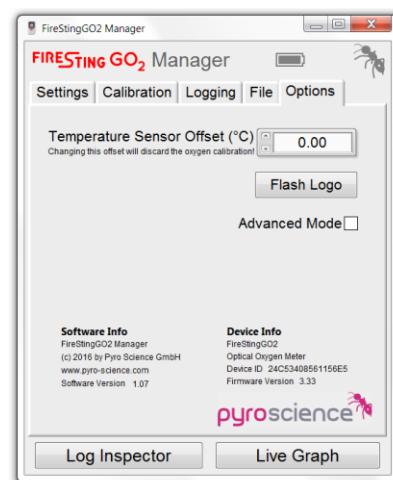 FireStingGO2 Manager
FIRESTING GO2 Manager
Settings Calibration Logging File Options
Temperature Sensor Offset (°C) 0.00
Changing this offset will discard the oxygen calibration!
Flash Logo
Advanced Mode
Software Info
FireStingGO2 Manager
(c) 2016 by Pyro Science GmbH
www.pyro-science.com
Software Version 1.07
Device Info
FireStingGO2
Optical Oxygen Meter
Device ID 24C53408561156E5
Firmware Version 3.33
pyroscience
Log Inspector Live Graph